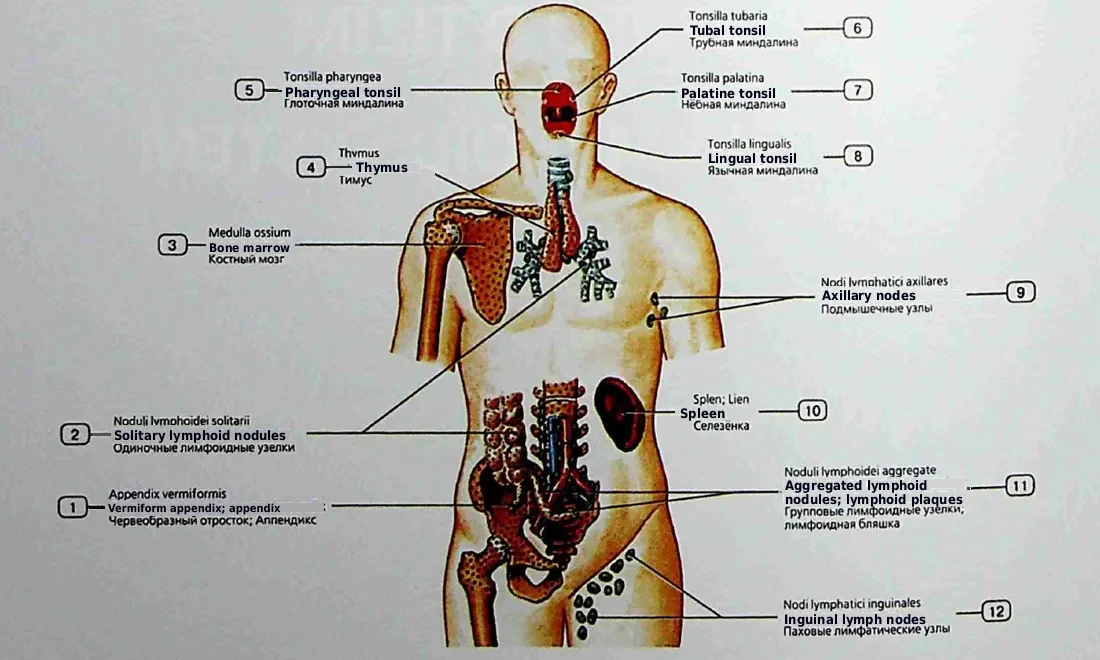 Tonsilla tubaria
Tubal tonsil
Трубная миндалина
6
Tonsilla pharyngea
Pharyngeal tonsil
Глоточная миндалина
5
Tonsilla palatina
Palatine tonsil
Нёбная миндалина
7
Tonsilla lingualis
Lingual tonsil
Язычная миндалина
8
Thymus
Thymus
Тимус
4
Medulla ossium
Bone marrow
Костный мозг
3
Nodi lymphatici axillares
Axillary nodes
Подмышечные узлы
9
Splen; Lien
Spleen
Селезёнка
10
Noduli lymphoidei solitarii
Solitary lymphoid nodules
Одиночные лимфоидные узелки
2
Noduli lymphoidei aggregate
Aggregated lymphoid
nodules; lymphoid plaques
Групповые лимфоидные узелки;
лимфоидная бляшка
11
Appendix vermiformis
Vermiform appendix; appendix
Червеобразный отросток; Аппендикс
1
Nodi lymphatici inguinales
Inguinal lymph nodes
Паховые лимфатические узлы
12